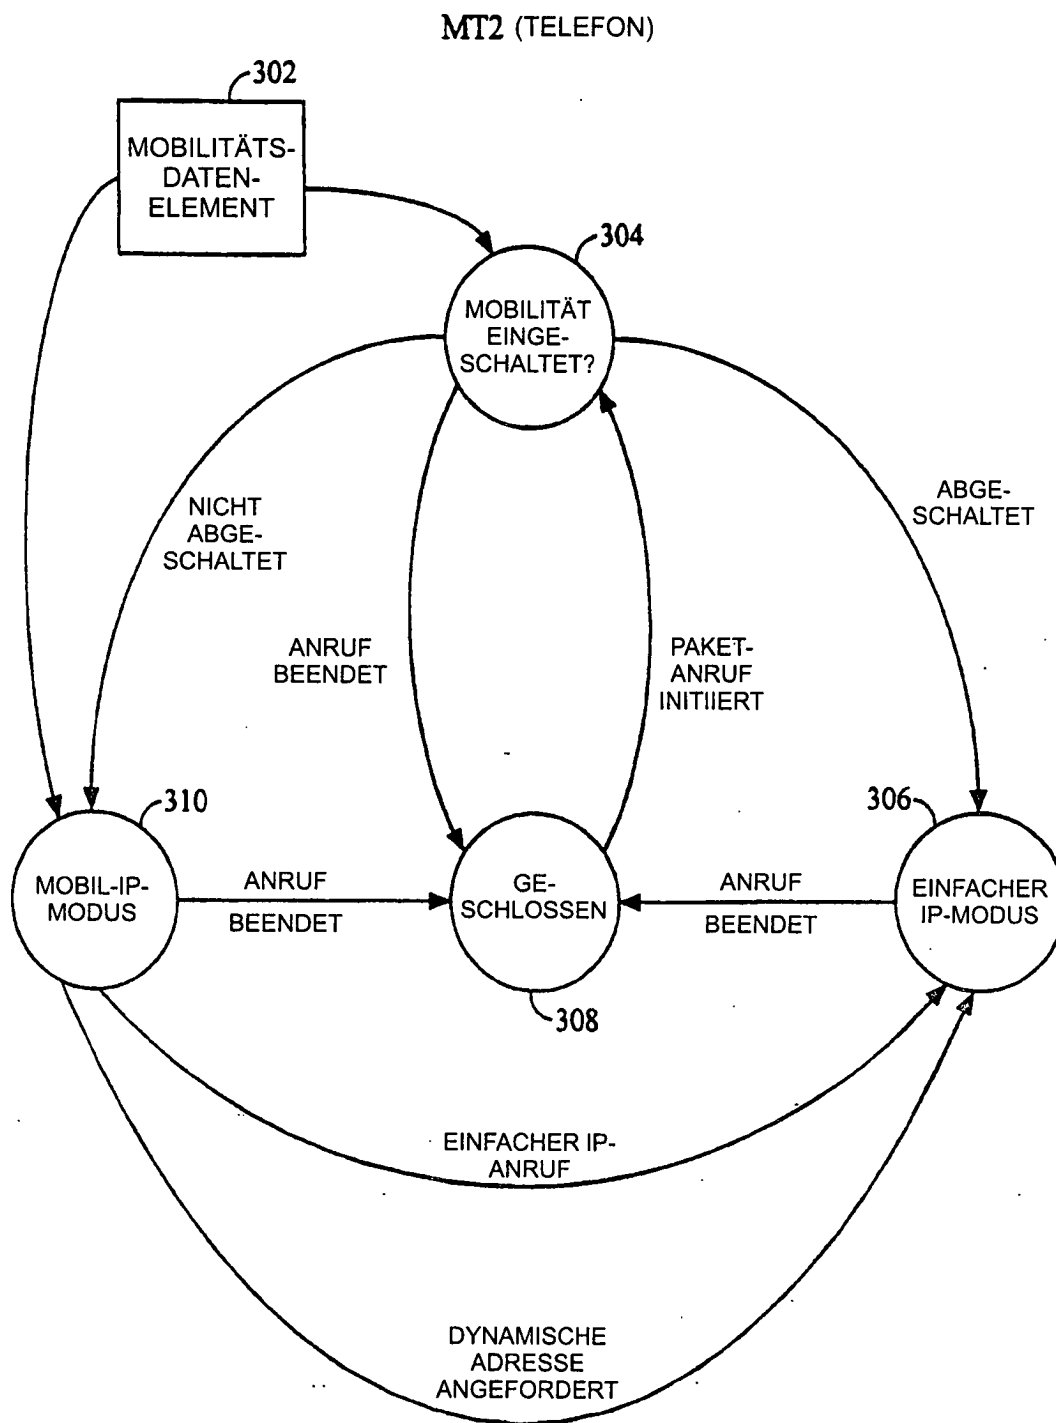 MT2 (TELEFON)
302
MOBILITÄTS-
DATEN-
ELEMENT
304
MOBILITÄT
EINGE-
SCHALTET?
NICHT
ABGE-
SCHALTET
ABGE-
SCHALTET
ANRUF
BEENDET
PAKET-
ANRUF
INITIIERT
310
306
MOBIL-IP-
MODUS
ANRUF
BEENDET
GE-
SCHLOSSEN
ANRUF
BEENDET
EINFACHER
IP-MODUS
308
EINFACHER IP-
ANRUF
DYNAMISCHE
ADRESSE
ANGEFORDERT